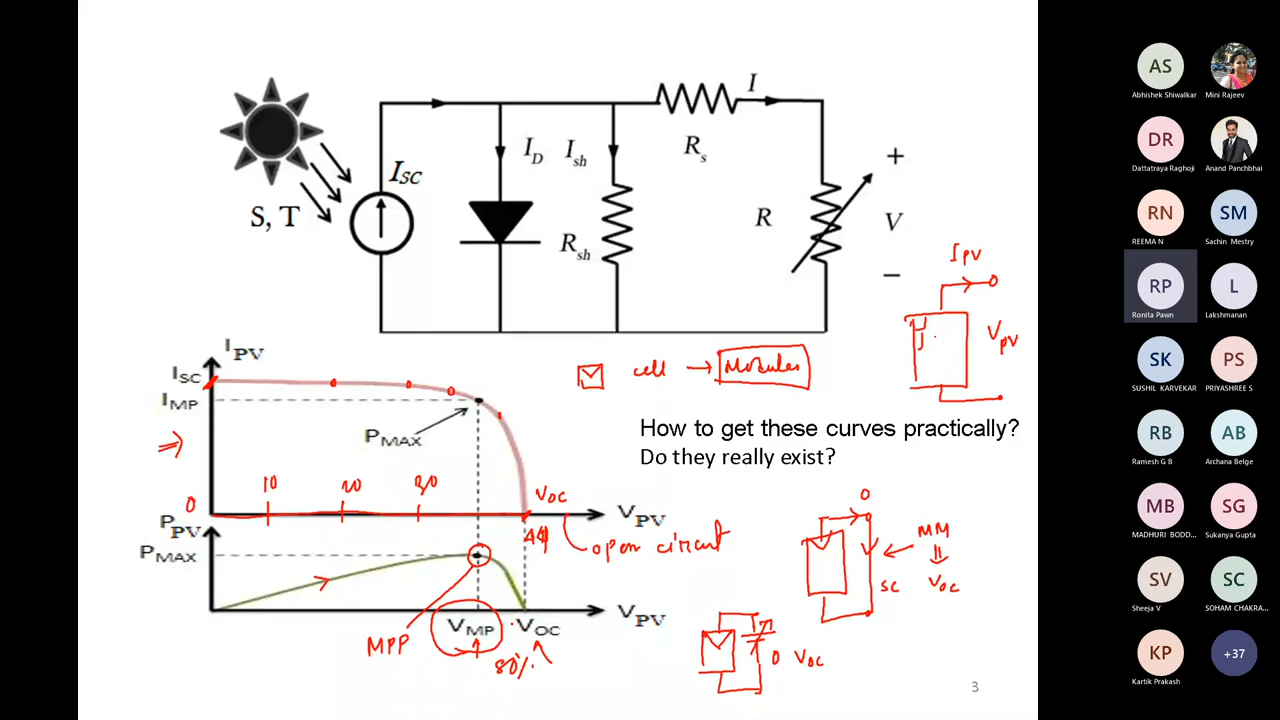 I
I_D
I_sh
R_s
I_SC
S, T
R_sh
R
+
V
−
I_PV
V_PV
I_PV
I_SC
I_MP
P_MAX
cell → Modules
How to get these curves practically?
Do they really exist?
0
10
20
30
V_OC
V_PV
44
open circuit
P_PV
P_MAX
V_MP
V_OC
V_PV
MPP
80%
0
MM
SC
V_OC
0 V_OC
3
AS
Abhishek Shiwalkar
Mini Rajeev
DR
Dattatraya Raghoji
Anand Panchbhai
RN
REEMA N
SM
Sachin Mestry
RP
Ronita Pawn
L
Lakshmanan
SK
SUSHIL KARVEKAR
PS
PRIYASHREE S
RB
Ramesh G B
AB
Archana Belge
MB
MADHURI BODD...
SG
Sukanya Gupta
SV
Sheeja V
SC
SOHAM CHAKRA...
KP
Kartik Prakash
+37